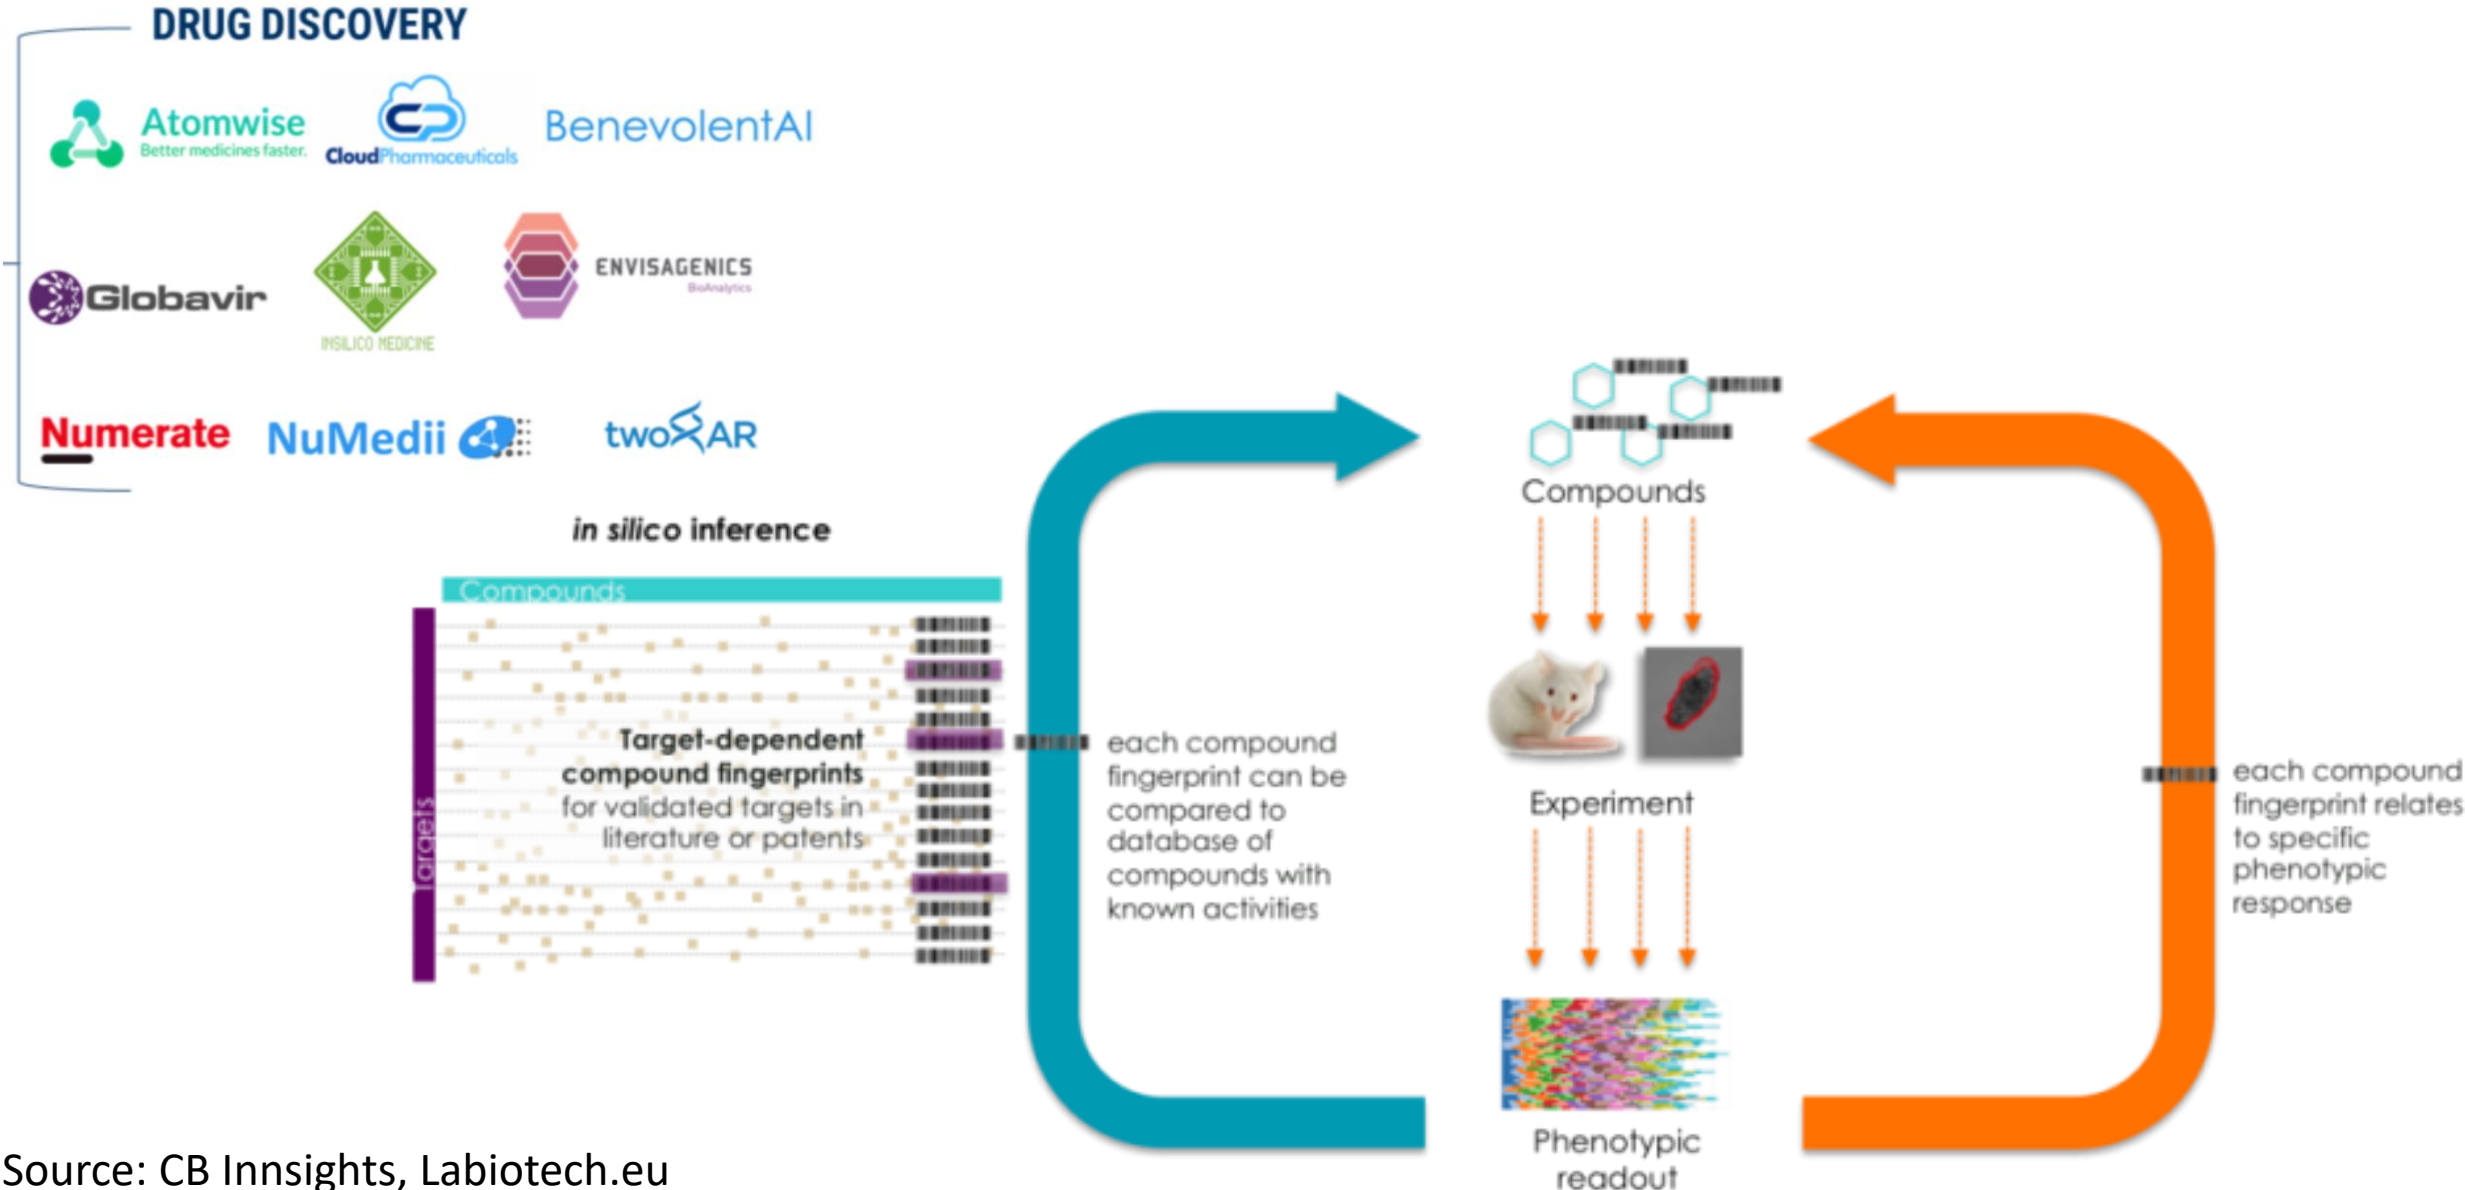 DRUG DISCOVERY
Atomwise
Better medicines faster.
CloudPharmaceuticals
BenevolentAI
Globavir
INSILICO MEDICINE
ENVISAGENICS
BioAnalytics
Numerate
NuMedii
twoXAR
in silico inference
Compounds
Targets
Target-dependent
compound fingerprints
for validated targets in
literature or patents
each compound
fingerprint can be
compared to
database of
compounds with
known activities
Compounds
Experiment
Phenotypic
readout
each compound
fingerprint relates
to specific
phenotypic
response
Source: CB Innsights, Labiotech.eu